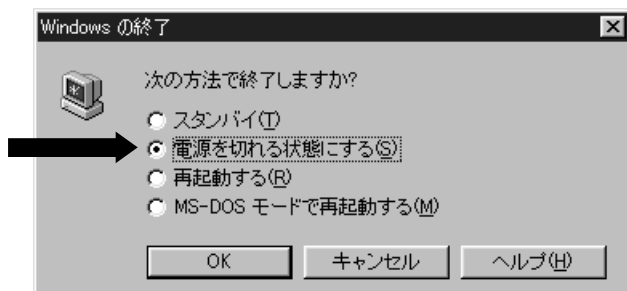 Windows の終了
次の方法で終了しますか?
スタンバイ(T)
電源を切れる状態にする(S)
再起動する(R)
MS-DOS モードで再起動する(M)
OK キャンセル ヘルプ(H)